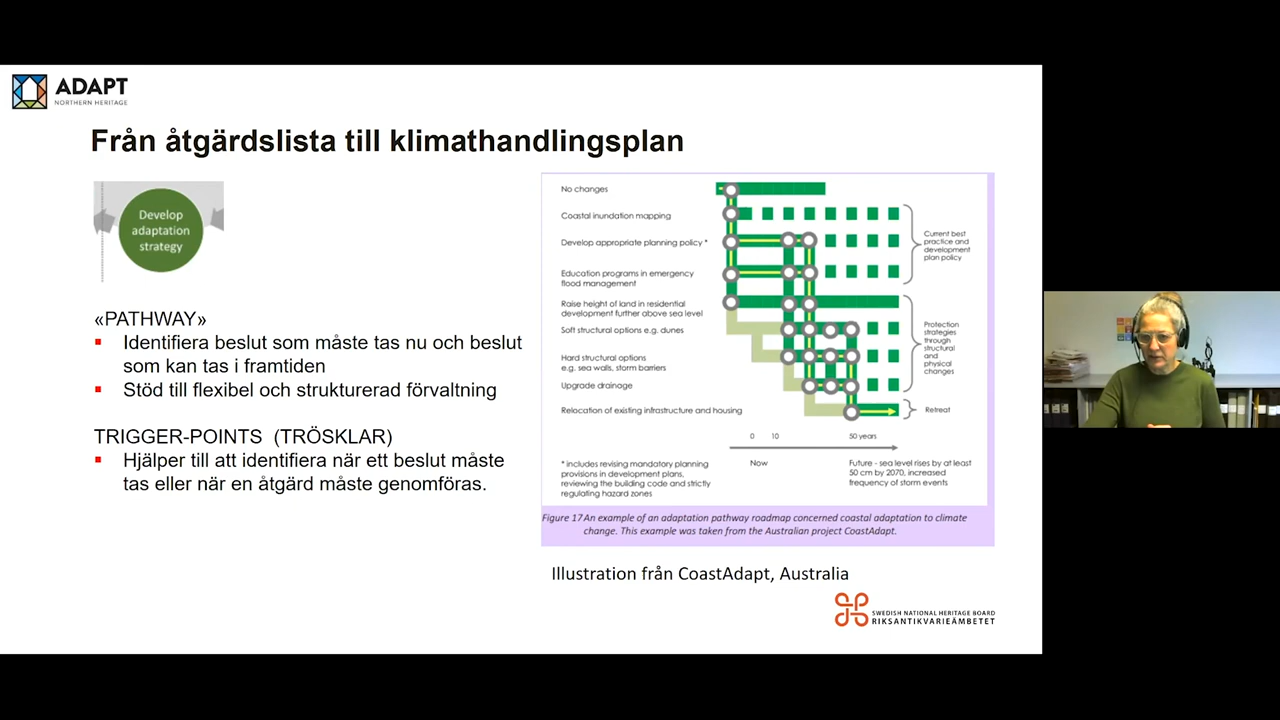 ADAPT
NORTHERN HERITAGE
Från åtgärdslista till klimathandlingsplan
Develop
adaptation
strategy
«PATHWAY»
Identifiera beslut som måste tas nu och beslut
som kan tas i framtiden
Stöd till flexibel och strukturerad förvaltning
TRIGGER-POINTS (TRÖSKLAR)
Hjälper till att identifiera när ett beslut måste
tas eller när en åtgärd måste genomföras.
No changes
Coastal inundation mapping
Develop appropriate planning policy *
Education programs in emergency
flood management
Raise height of land in residential
development further above sea level
Soft structural options e.g. dunes
Hard structural options
e.g. sea walls, storm barriers
Upgrade drainage
Relocation of existing infrastructure and housing
Current best
practice and
development
plan policy
Protection
strategies
through
structural
and
physical
changes
Retreat
0 10 50 years
Now
* includes revising mandatory planning
provisions in development plans,
reviewing the building code and strictly
regulating hazard zones
Future - sea level rises by at least
50 cm by 2070, increased
frequency of storm events
Figure 17 An example of an adaptation pathway roadmap concerned coastal adaptation to climate
change. This example was taken from the Australian project CoastAdapt.
Illustration från CoastAdapt, Australia
SWEDISH NATIONAL HERITAGE BOARD
RIKSANTIKVARIEÄMBETET